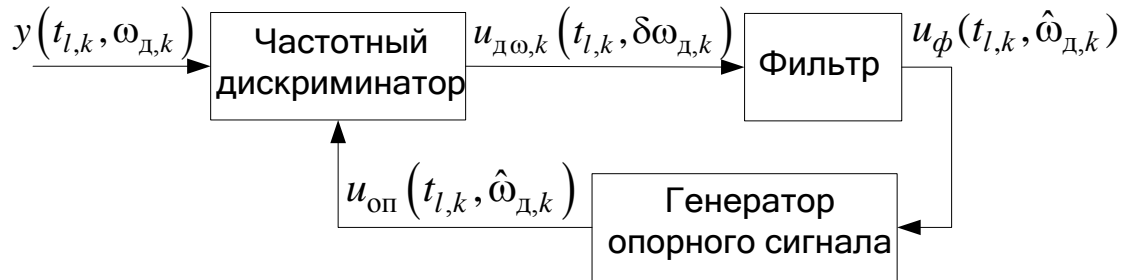 y(t_{l,k}, ω_{д,k})
Частотный
дискриминатор
u_{дω,k}(t_{l,k}, δω_{д,k})
Фильтр
u_ф(t_{l,k}, ω̂_{д,k})
u_{оп}(t_{l,k}, ω̂_{д,k})
Генератор
опорного сигнала